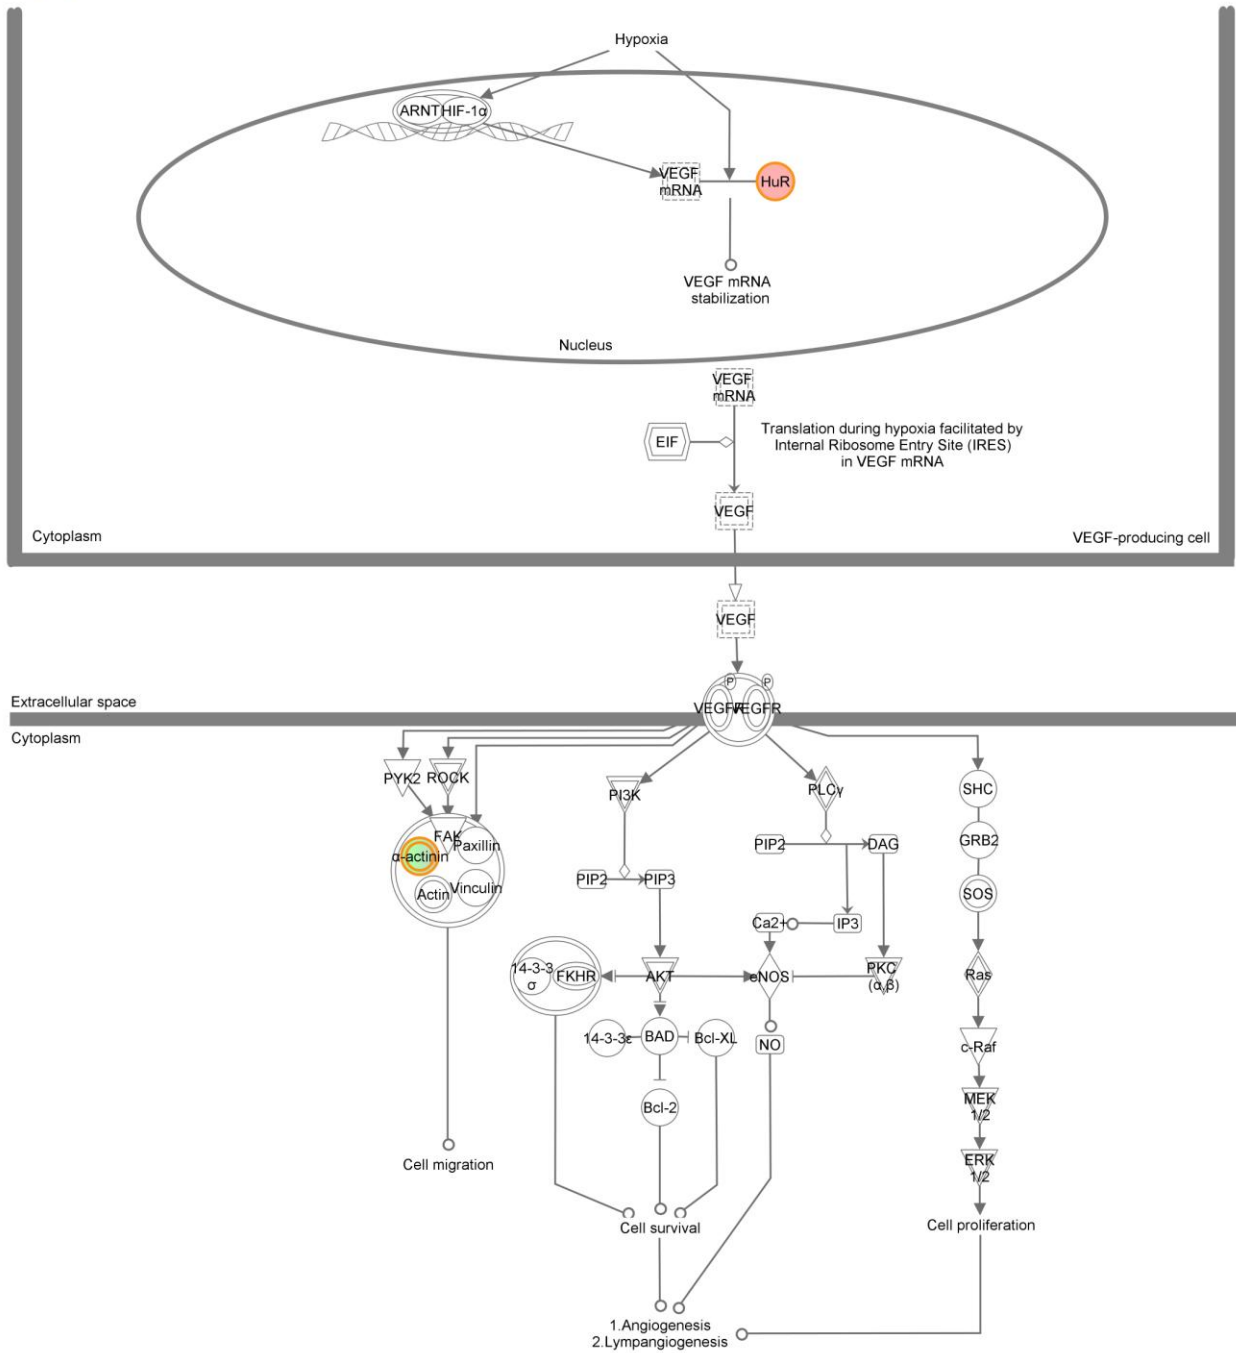 Hypoxia
ARNT HIF-1α
VEGF
mRNA
HuR
VEGF mRNA
stabilization
Nucleus
VEGF
mRNA
EIF
Translation during hypoxia facilitated by
Internal Ribosome Entry Site (IRES)
in VEGF mRNA
VEGF
Cytoplasm
VEGF-producing cell
VEGF
P P
Extracellular space
VEGFR VEGFR
Cytoplasm
PYK2 ROCK
PI3K
PLCγ
SHC
FAK
Paxillin
α-actinin
PIP2
DAG
GRB2
Actin
Vinculin
PIP2
PIP3
SOS
Ca2+
IP3
14-3-3
σ
FKHR
AKT
eNOS
PKC
(α,β)
Ras
14-3-3ε
BAD
Bcl-XL
NO
c-Raf
Bcl-2
MEK
1/2
Cell migration
ERK
1/2
Cell survival
Cell proliferation
1.Angiogenesis
2.Lympangiogenesis